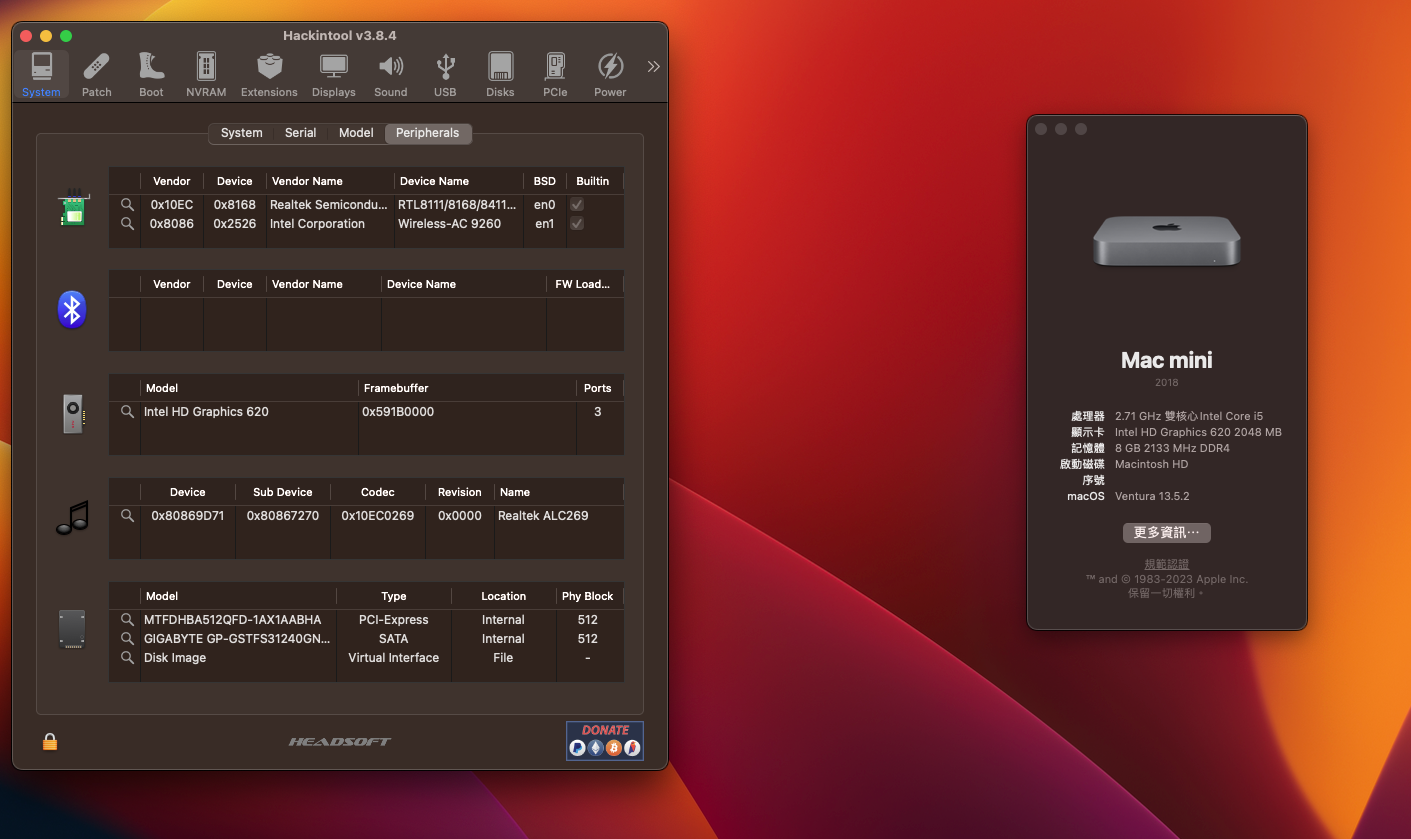 Hackintool v3.8.4
System Patch Boot NVRAM Extensions Displays Sound USB Disks PCIe Power
System Serial Model Peripherals
Vendor Device Vendor Name Device Name BSD Builtin
0x10EC 0x8168 Realtek Semicondu... RTL8111/8168/8411... en0
0x8086 0x2526 Intel Corporation Wireless-AC 9260 en1
Vendor Device Vendor Name Device Name FW Load...
Model Framebuffer Ports
Intel HD Graphics 620 0x591B0000 3
Device Sub Device Codec Revision Name
0x80869D71 0x80867270 0x10EC0269 0x0000 Realtek ALC269
Model Type Location Phy Block
MTFDHBA512QFD-1AX1AABHA PCI-Express Internal 512
GIGABYTE GP-GSTFS31240GN... SATA Internal 512
Disk Image Virtual Interface File -
HEADSOFT
DONATE
Mac mini
2018
處理器 2.71 GHz 雙核心Intel Core i5
顯示卡 Intel HD Graphics 620 2048 MB
記憶體 8 GB 2133 MHz DDR4
啟動磁碟 Macintosh HD
序號
macOS Ventura 13.5.2
更多資訊⋯
規範認證
™ and © 1983-2023 Apple Inc.
保留一切權利。